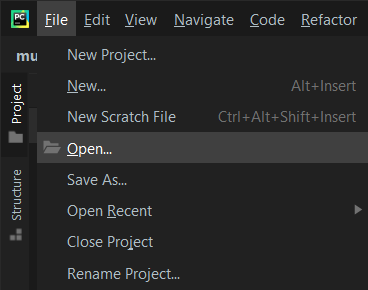 PC File Edit View Navigate Code Refactor
mu
New Project...
New... Alt+Insert
New Scratch File Ctrl+Alt+Shift+Insert
Open...
Save As...
Open Recent
Close Project
Rename Project...
Project
Structure